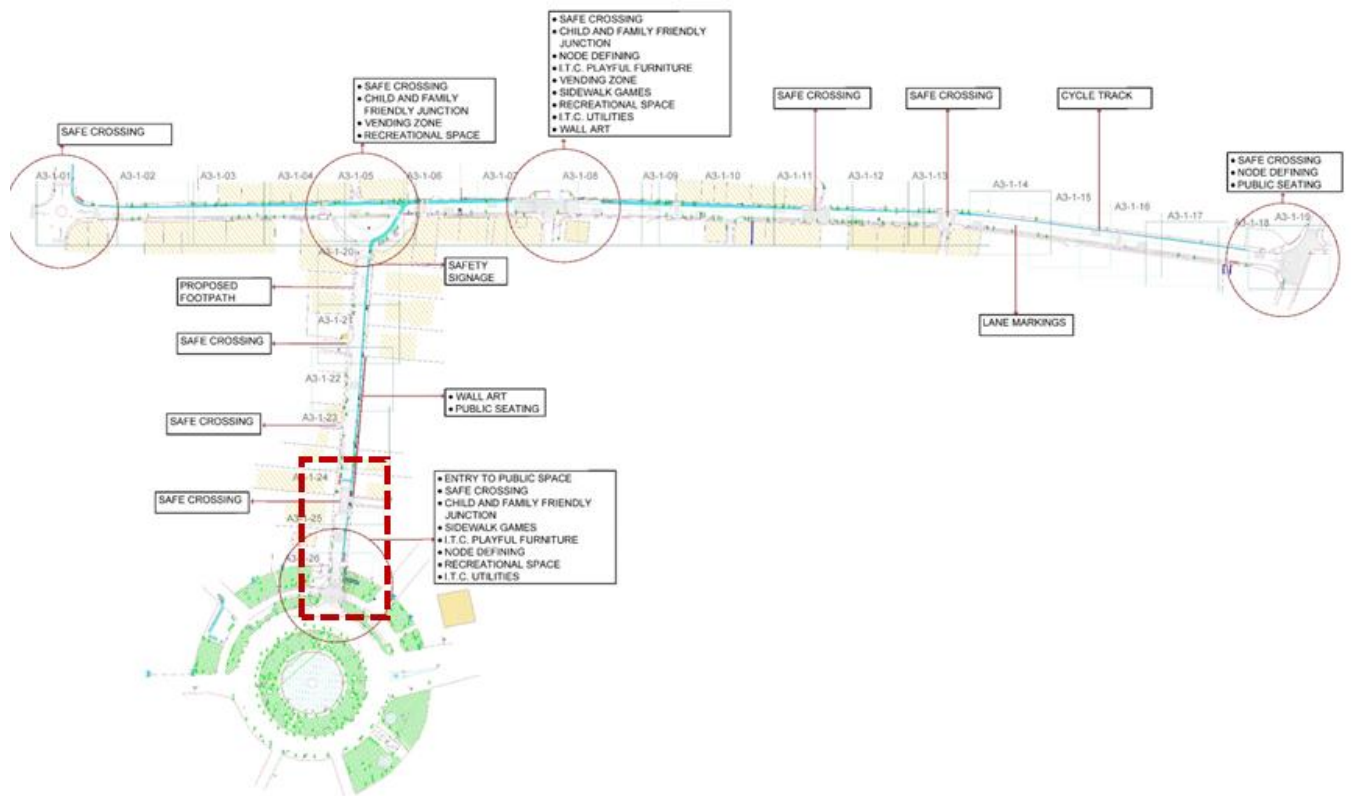 • SAFE CROSSING
• CHILD AND FAMILY FRIENDLY
JUNCTION
• NODE DEFINING
• I.T.C. PLAYFUL FURNITURE
• VENDING ZONE
• SIDEWALK GAMES
• RECREATIONAL SPACE
• I.T.C. UTILITIES
• WALL ART
• SAFE CROSSING
• CHILD AND FAMILY
FRIENDLY JUNCTION
• VENDING ZONE
• RECREATIONAL SPACE
SAFE CROSSING
SAFE CROSSING
SAFE CROSSING
CYCLE TRACK
• SAFE CROSSING
• NODE DEFINING
• PUBLIC SEATING
A3-1-01
A3-1-02
A3-1-03
A3-1-04
A3-1-05
A3-1-06
A3-1-07
A3-1-08
A3-1-09
A3-1-10
A3-1-11
A3-1-12
A3-1-13
A3-1-14
A3-1-15
A3-1-16
A3-1-17
A3-1-18
A3-1-19
A3-1-20
SAFETY
SIGNAGE
PROPOSED
FOOTPATH
A3-1-21
LANE MARKINGS
SAFE CROSSING
A3-1-22
• WALL ART
• PUBLIC SEATING
A3-1-23
SAFE CROSSING
A3-1-24
SAFE CROSSING
• ENTRY TO PUBLIC SPACE
• SAFE CROSSING
• CHILD AND FAMILY FRIENDLY
JUNCTION
• SIDEWALK GAMES
• I.T.C. PLAYFUL FURNITURE
• NODE DEFINING
• RECREATIONAL SPACE
• I.T.C. UTILITIES
A3-1-25
A3-1-26